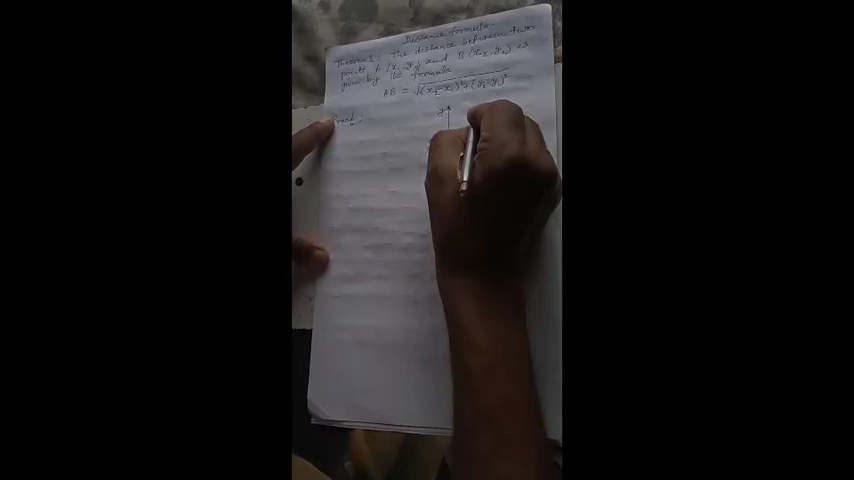 Distance formula.
Theorem 1: The distance between two
points A (x₁, y₁) and B (x₂, y₂) is
given by the formula
AB = √(x₂-x₁)²+(y₂-y₁)²
Proof:
y